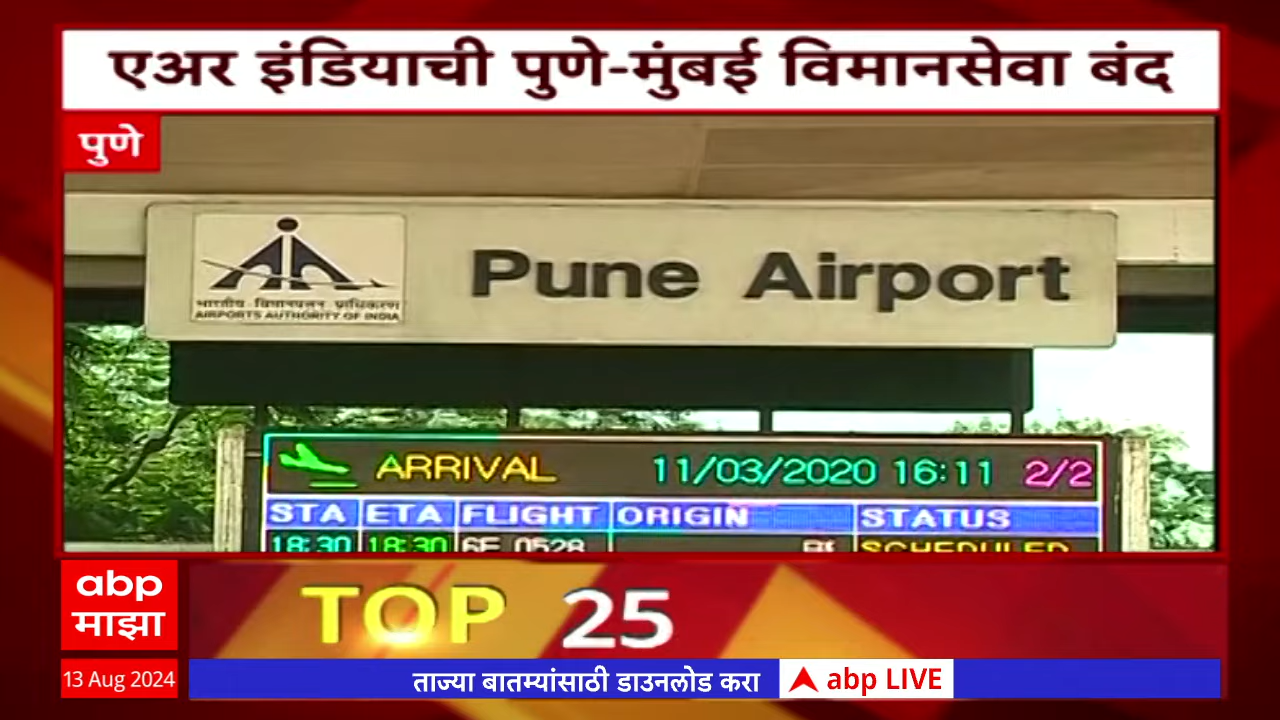 एअर इंडियाची पुणे-मुंबई विमानसेवा बंद
पुणे
Pune Airport
भारतीय विमानपत्तन प्राधिकरण
AIRPORTS AUTHORITY OF INDIA
ARRIVAL 11/03/2020 16:11 2/2
STA ETA FLIGHT ORIGIN STATUS
18:30 18:30 6E 0528 SCHEDULED
abp
माझा
TOP 25
13 Aug 2024
ताज्या बातम्यांसाठी डाउनलोड करा abp LIVE